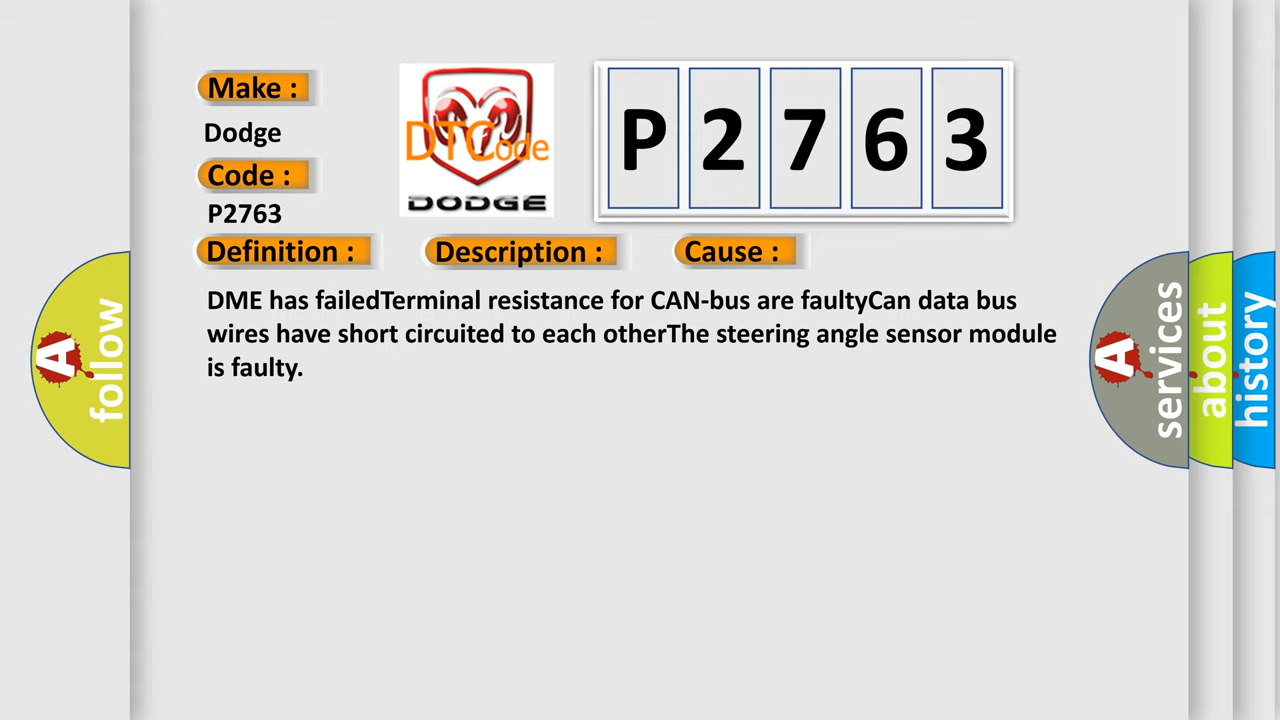 Make :
Dodge
Code :
P2763
DTCode
DODGE
P 2 7 6 3
Definition :
Description :
Cause :
DME has failedTerminal resistance for CAN-bus are faultyCan data bus
wires have short circuited to each otherThe steering angle sensor module
is faulty.
A follow
A services
about
history